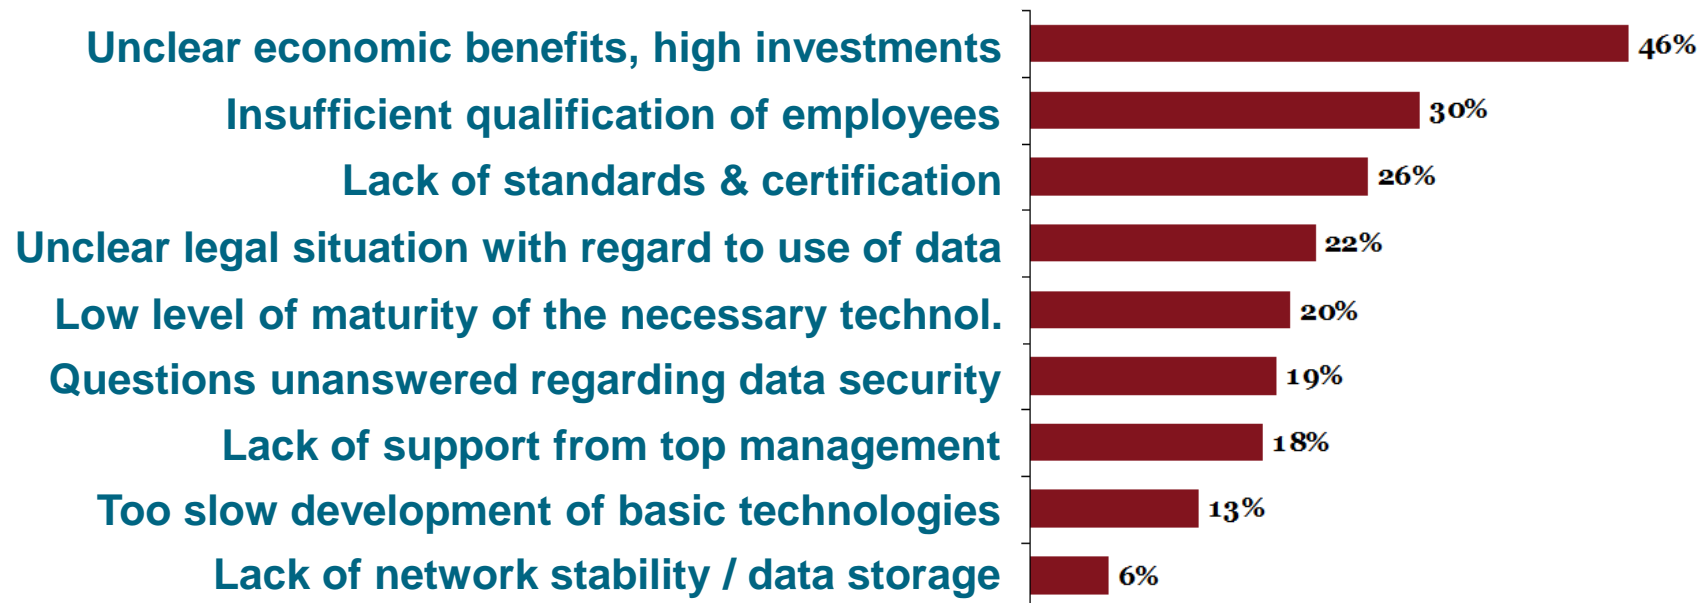 Unclear economic benefits, high investments 46%
Insufficient qualification of employees 30%
Lack of standards & certification 26%
Unclear legal situation with regard to use of data 22%
Low level of maturity of the necessary technol. 20%
Questions unanswered regarding data security 19%
Lack of support from top management 18%
Too slow development of basic technologies 13%
Lack of network stability / data storage 6%